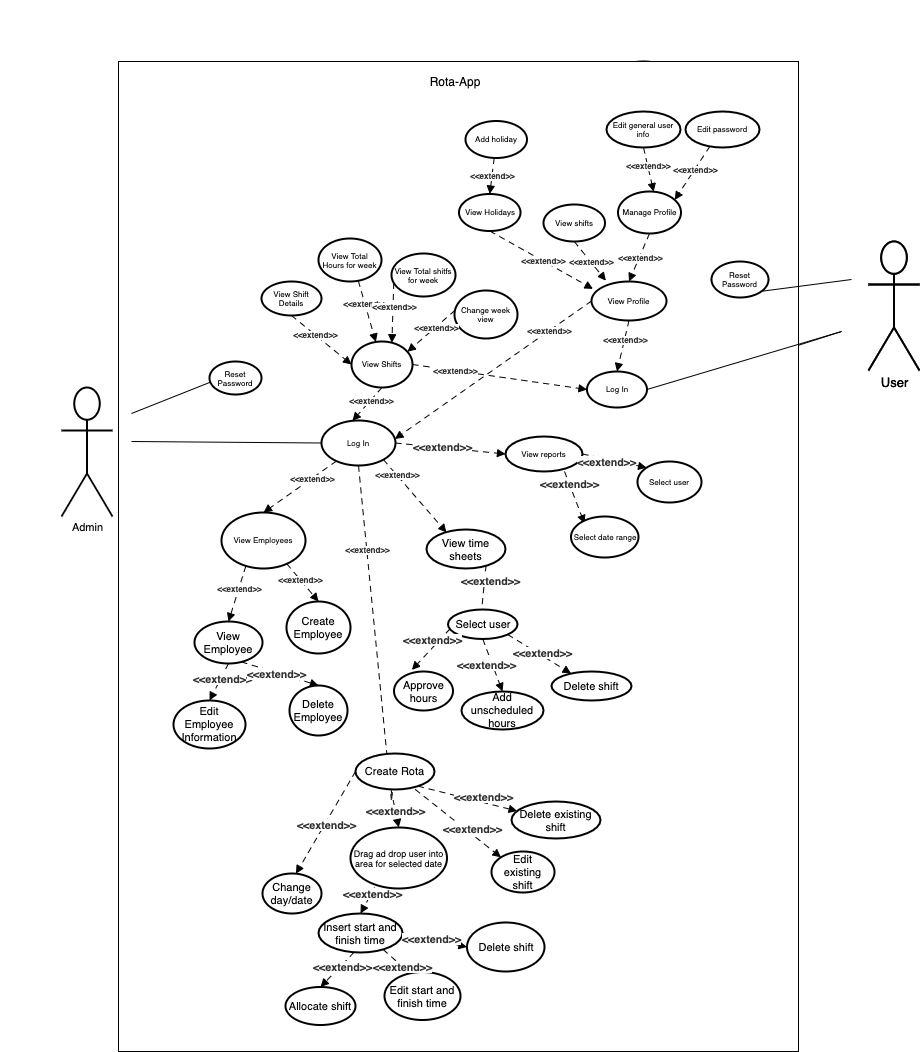 Rota-App
Add holiday
Edit general user
info
Edit password
<<extend>>
<<extend>>
<<extend>>
View Holidays
View shifts
Manage Profile
<<extend>>
<<extend>>
<<extend>>
View Total
Hours for week
View Total shitfs
for week
Reset
Password
View Shift
Details
View Profile
<<extend>>
<<extend>>
Change week
view
<<extend>>
<<extend>>
<<extend>>
<<extend>>
View Shifts
<<extend>>
Reset
Password
Log In
User
<<extend>>
Log In
<<extend>>
View reports
<<extend>>
Select user
<<extend>>
<<extend>>
<<extend>>
Admin
View Employees
<<extend>>
View time
sheets
Select date range
<<extend>>
<<extend>>
<<extend>>
Create
Employee
Select user
View
Employee
<<extend>>
<<extend>>
<<extend>>
<<extend>>
<<extend>>
Approve
hours
Add
unscheduled
hours
Delete shift
Edit
Employee
Information
Delete
Employee
Create Rota
<<extend>>
<<extend>>
<<extend>>
<<extend>>
Delete existing
shift
Drag ad drop user into
area for selected date
Edit
existing
shift
Change
day/date
<<extend>>
Insert start and
finish time
<<extend>>
Delete shift
<<extend>>
<<extend>>
Allocate shift
Edit start and
finish time